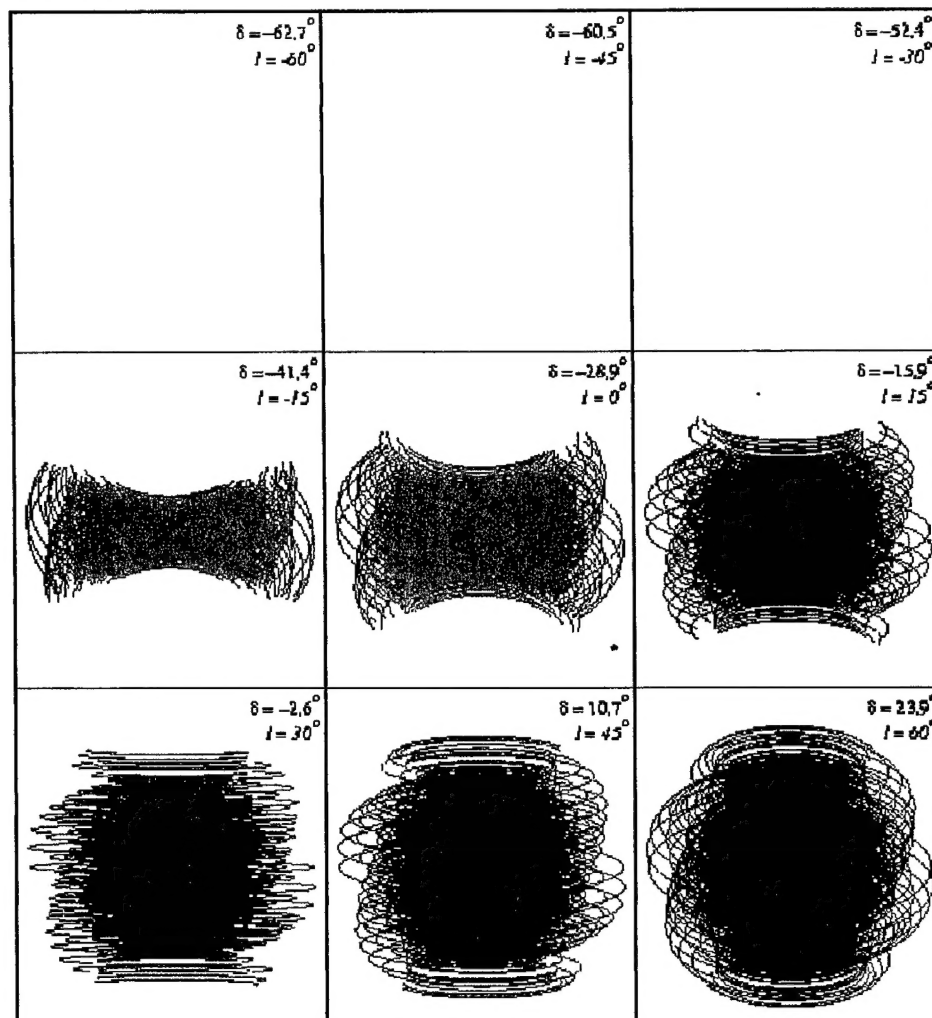 δ=-62,7°
l = -60°
δ=-60,5°
l = -45°
δ=-52,4°
l = -30°
δ=-41,4°
l = -15°
δ=-28,9°
l = 0°
δ=-15,9°
l = 15°
δ=-2,6°
l = 30°
δ=10,7°
l = 45°
δ=23,9°
l = 60°